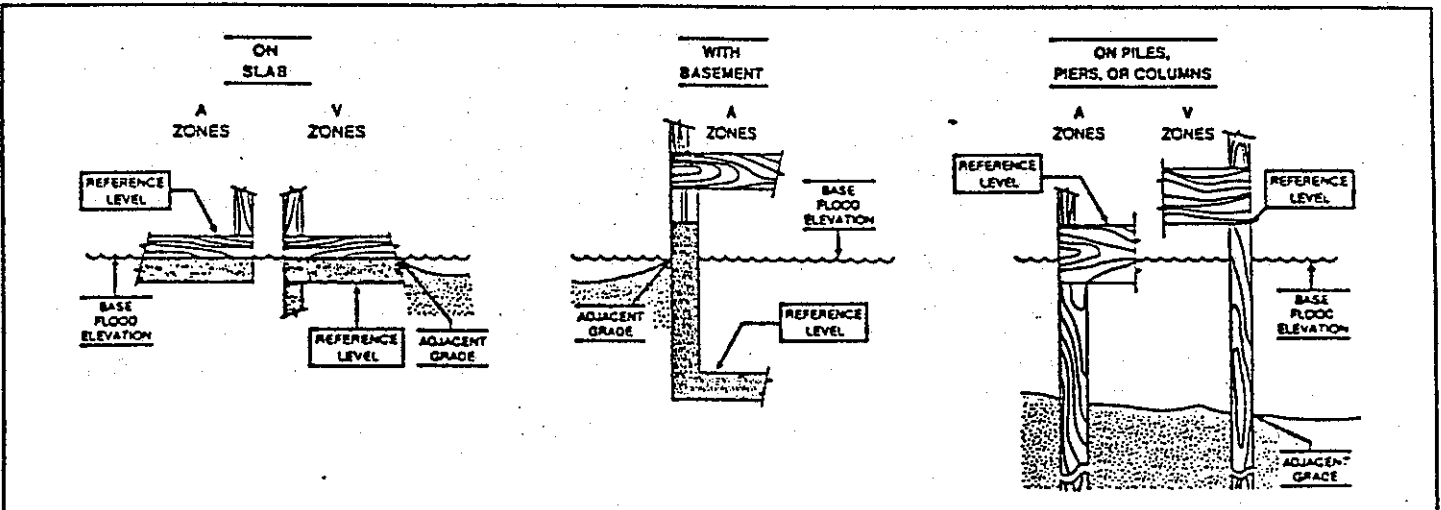 ON
SLAB
A
ZONES
V
ZONES
REFERENCE
LEVEL
BASE
FLOOD
ELEVATION
REFERENCE
LEVEL
ADJACENT
GRADE
WITH
BASEMENT
A
ZONES
BASE
FLOOD
ELEVATION
ADJACENT
GRADE
REFERENCE
LEVEL
ON PILES,
PIERS, OR COLUMNS
A
ZONES
V
ZONES
REFERENCE
LEVEL
REFERENCE
LEVEL
BASE
FLOOD
ELEVATION
ADJACENT
GRADE